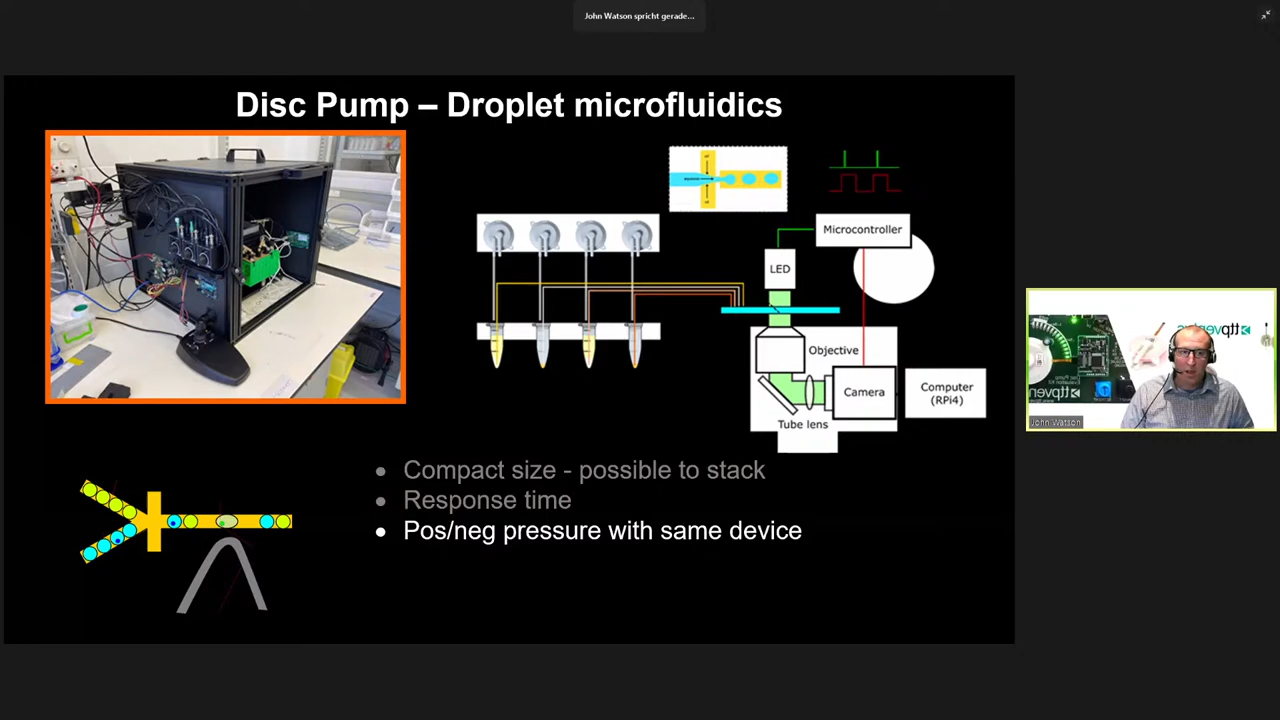 John Watson spricht gerade...
Disc Pump – Droplet microfluidics
Microcontroller
LED
Objective
Camera
Computer
(RPi4)
Tube lens
• Compact size - possible to stack
• Response time
• Pos/neg pressure with same device
ttpventus
John Watson